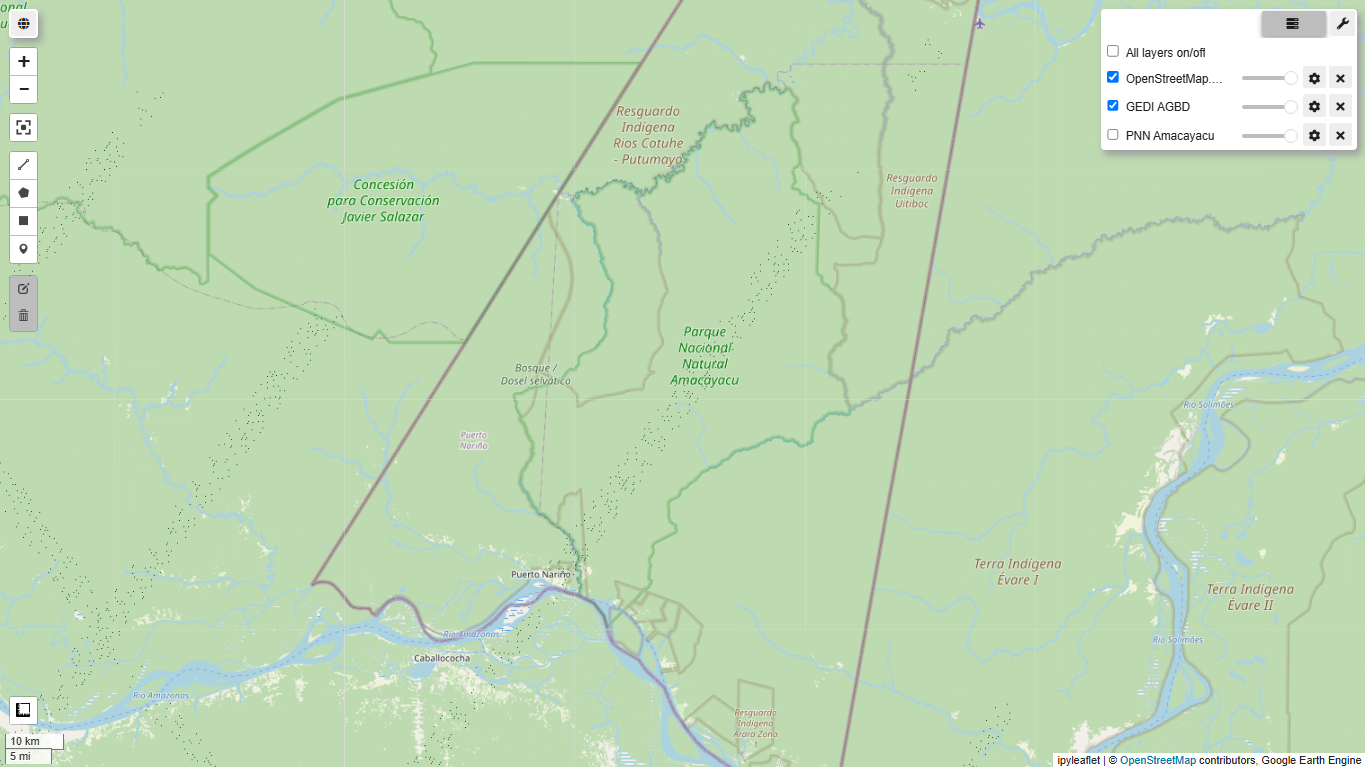 onal
u
+
−
All layers on/off
OpenStreetMap....
GEDI AGBD
PNN Amacayacu
Resguardo
Indígena
Ríos Cotuhe
- Putumayo
Concesión
para Conservación
Javier Salazar
Resguardo
Indígena
Uitiboc
Parque
Nacional
Natural
Amacayacu
Bosque /
Dosel selvático
Puerto
Nariño
Rio Solimões
Terra Indígena
Évare I
Terra Indígena
Évare II
Puerto Nariño
Río Amazonas
Caballococha
Rio Solimões
Río Amazonas
Resguardo
Indígena
Arara Zona
1
10 km
5 mi
ipyleaflet | © OpenStreetMap contributors, Google Earth Engine